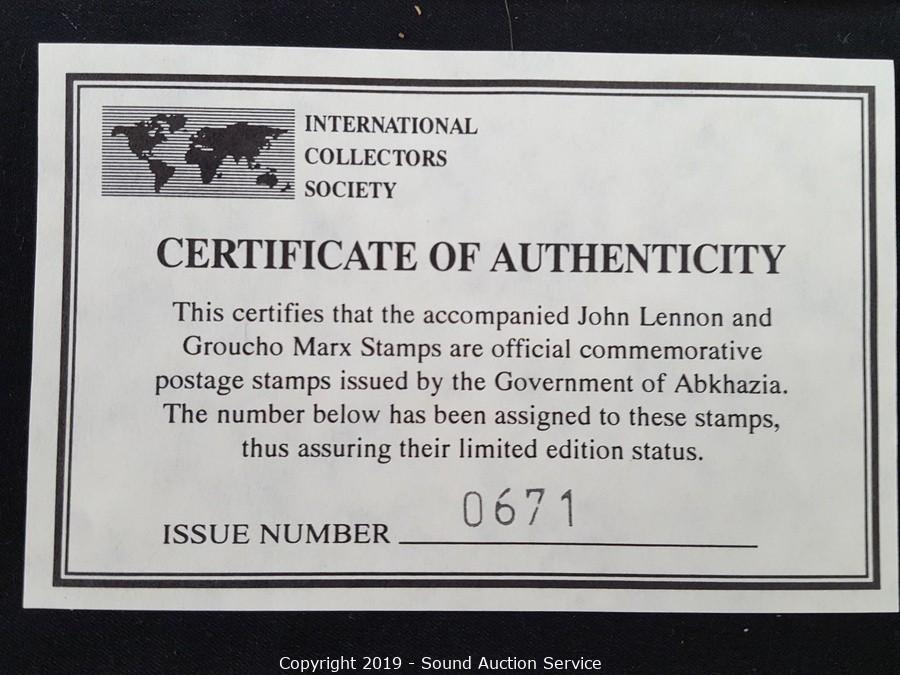 INTERNATIONAL
COLLECTORS
SOCIETY
CERTIFICATE OF AUTHENTICITY
This certifies that the accompanied John Lennon and
Groucho Marx Stamps are official commemorative
postage stamps issued by the Government of Abkhazia.
The number below has been assigned to these stamps,
thus assuring their limited edition status.
ISSUE NUMBER 0671
Copyright 2019 - Sound Auction Service